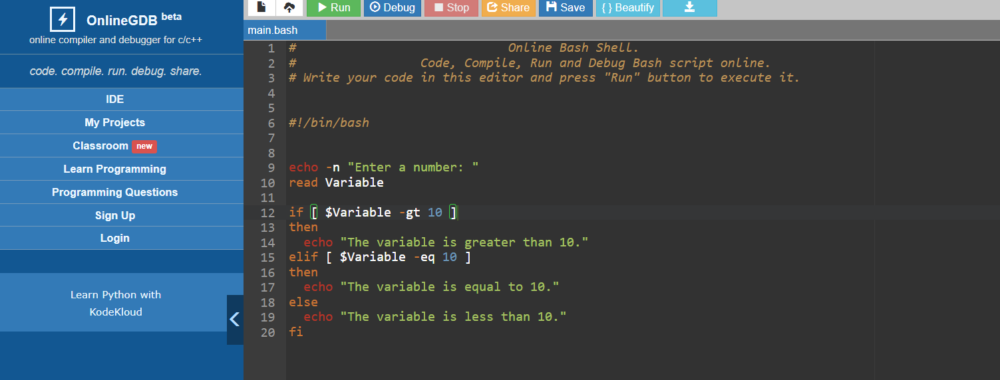 OnlineGDB beta
online compiler and debugger for c/c++
code. compile. run. debug. share.
IDE
My Projects
Classroom new
Learn Programming
Programming Questions
Sign Up
Login
Learn Python with
KodeKloud
Run Debug Stop Share Save { } Beautify
main.bash
1 # Online Bash Shell.
2 # Code, Compile, Run and Debug Bash script online.
3 # Write your code in this editor and press "Run" button to execute it.
4
5
6 #!/bin/bash
7
8
9 echo -n "Enter a number: "
10 read Variable
11
12 if [ $Variable -gt 10 ]
13 then
14 echo "The variable is greater than 10."
15 elif [ $Variable -eq 10 ]
16 then
17 echo "The variable is equal to 10."
18 else
19 echo "The variable is less than 10."
20 fi